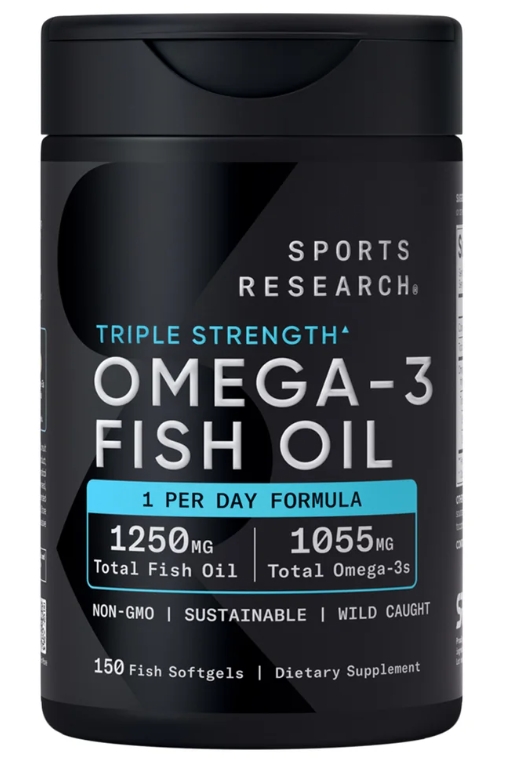 SPORTS
RESEARCH®
TRIPLE STRENGTH▲
OMEGA-3
FISH OIL
1 PER DAY FORMULA
1250MG | 1055MG
Total Fish Oil | Total Omega-3s
NON-GMO | SUSTAINABLE | WILD CAUGHT
150 Fish Softgels | Dietary Supplement